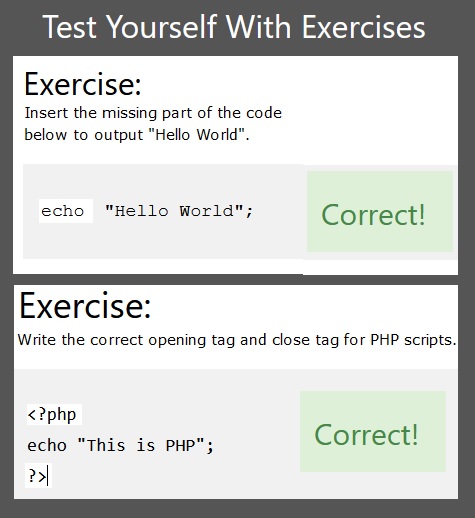 Test Yourself With Exercises
Exercise:
Insert the missing part of the code
below to output "Hello World".
echo "Hello World";
Correct!
Exercise:
Write the correct opening tag and close tag for PHP scripts.
<?php
echo "This is PHP";
?>
Correct!